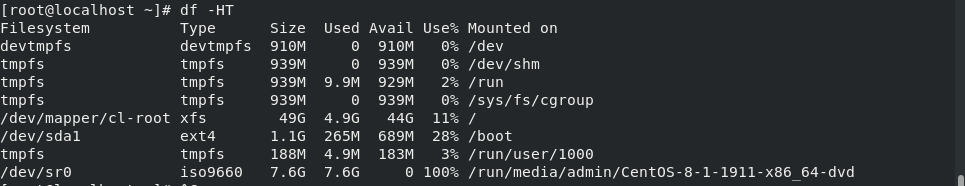 [root@localhost ~]# df -HT
Filesystem          Type      Size  Used Avail Use% Mounted on
devtmpfs            devtmpfs  910M     0  910M   0% /dev
tmpfs               tmpfs     939M     0  939M   0% /dev/shm
tmpfs               tmpfs     939M  9.9M  929M   2% /run
tmpfs               tmpfs     939M     0  939M   0% /sys/fs/cgroup
/dev/mapper/cl-root xfs        49G  4.9G   44G  11% /
/dev/sda1           ext4      1.1G  265M  689M  28% /boot
tmpfs               tmpfs     188M  4.9M  183M   3% /run/user/1000
/dev/sr0            iso9660   7.6G  7.6G     0 100% /run/media/admin/CentOS-8-1-1911-x86_64-dvd